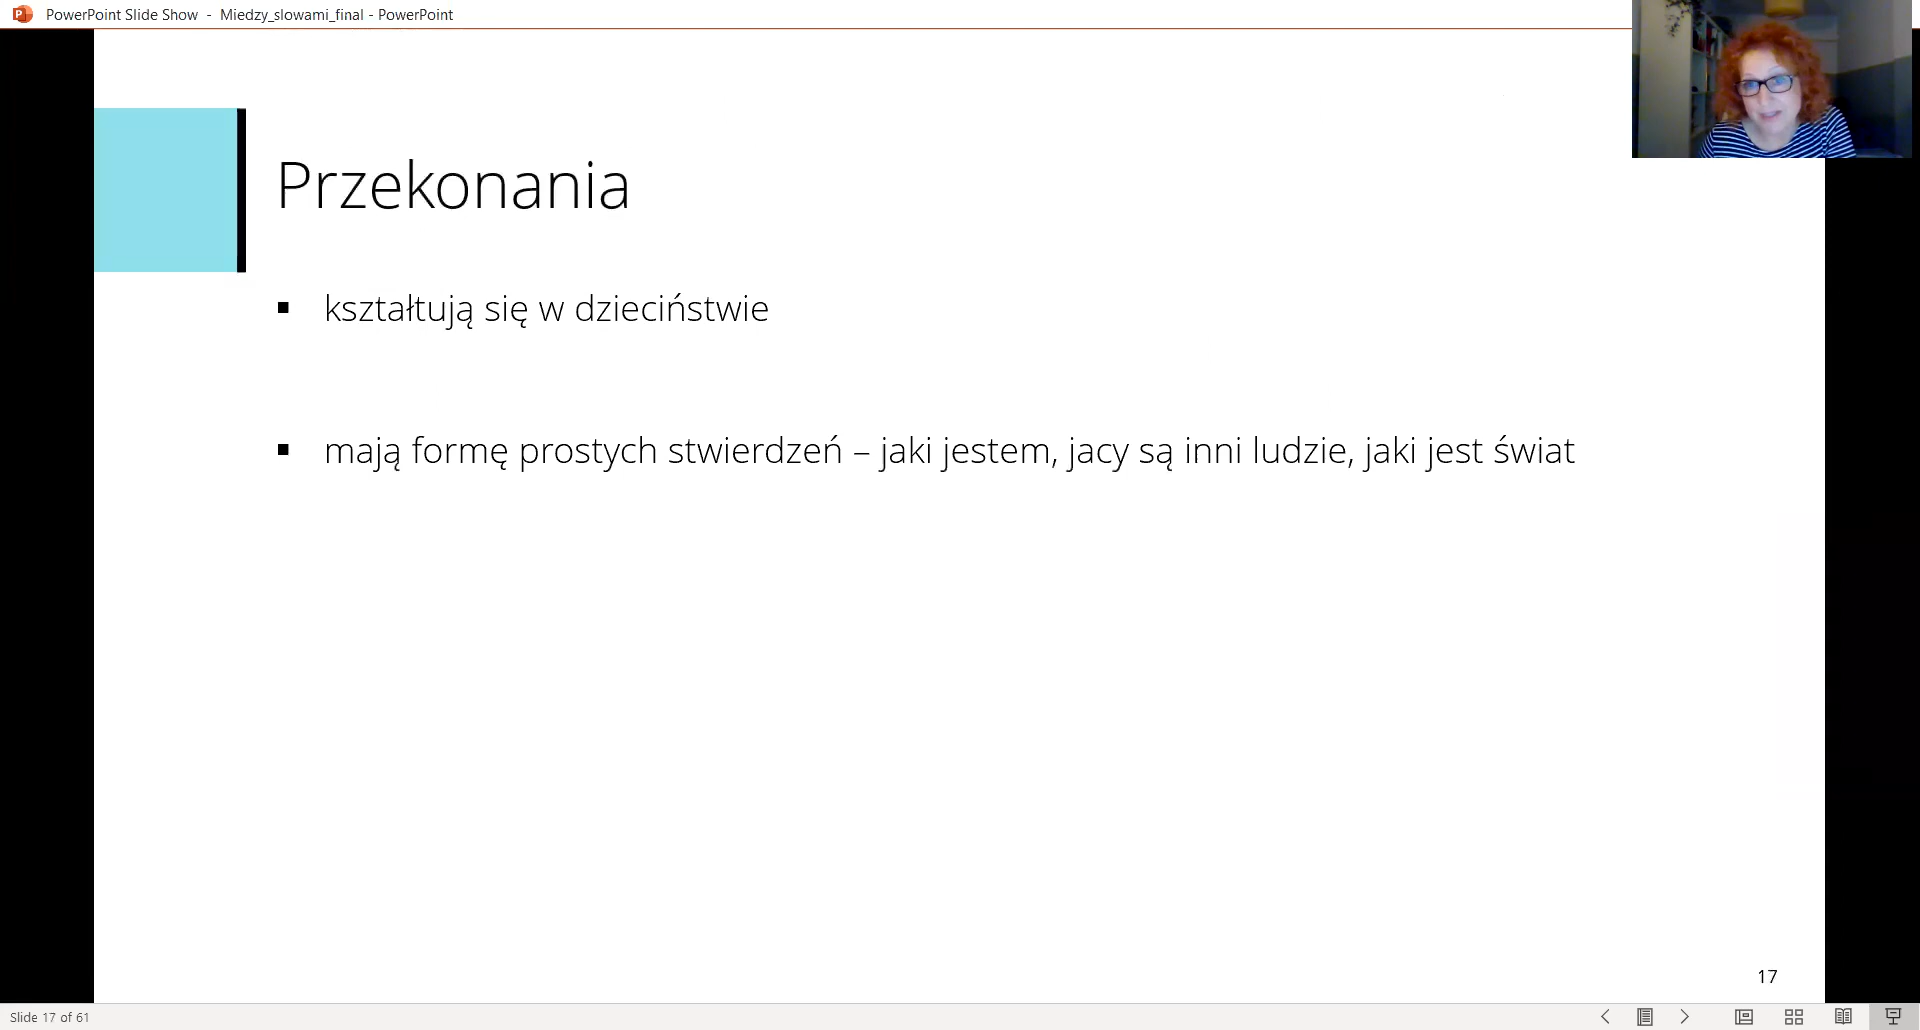 PowerPoint Slide Show - Miedzy_slowami_final - PowerPoint
Przekonania
▪ kształtują się w dzieciństwie
▪ mają formę prostych stwierdzeń – jaki jestem, jacy są inni ludzie, jaki jest świat
17
Slide 17 of 61